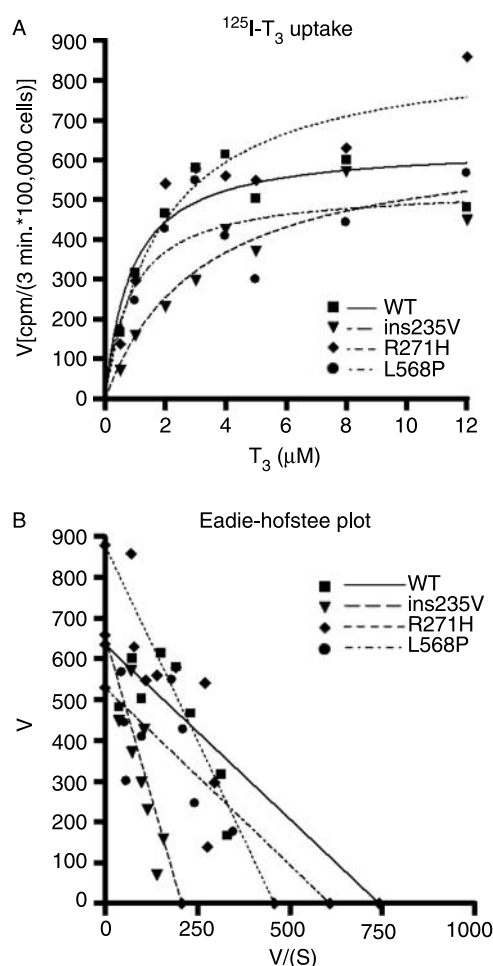 A
¹²⁵I-T₃ uptake
V[cpm/(3 min.*100,000 cells)]
900
800
700
600
500
400
300
200
100
0
WT
ins235V
R271H
L568P
0 2 4 6 8 10 12
T₃ (μM)
B
Eadie-hofstee plot
V
900
800
700
600
500
400
300
200
100
0
WT
ins235V
R271H
L568P
0 250 500 750 1000
V/(S)